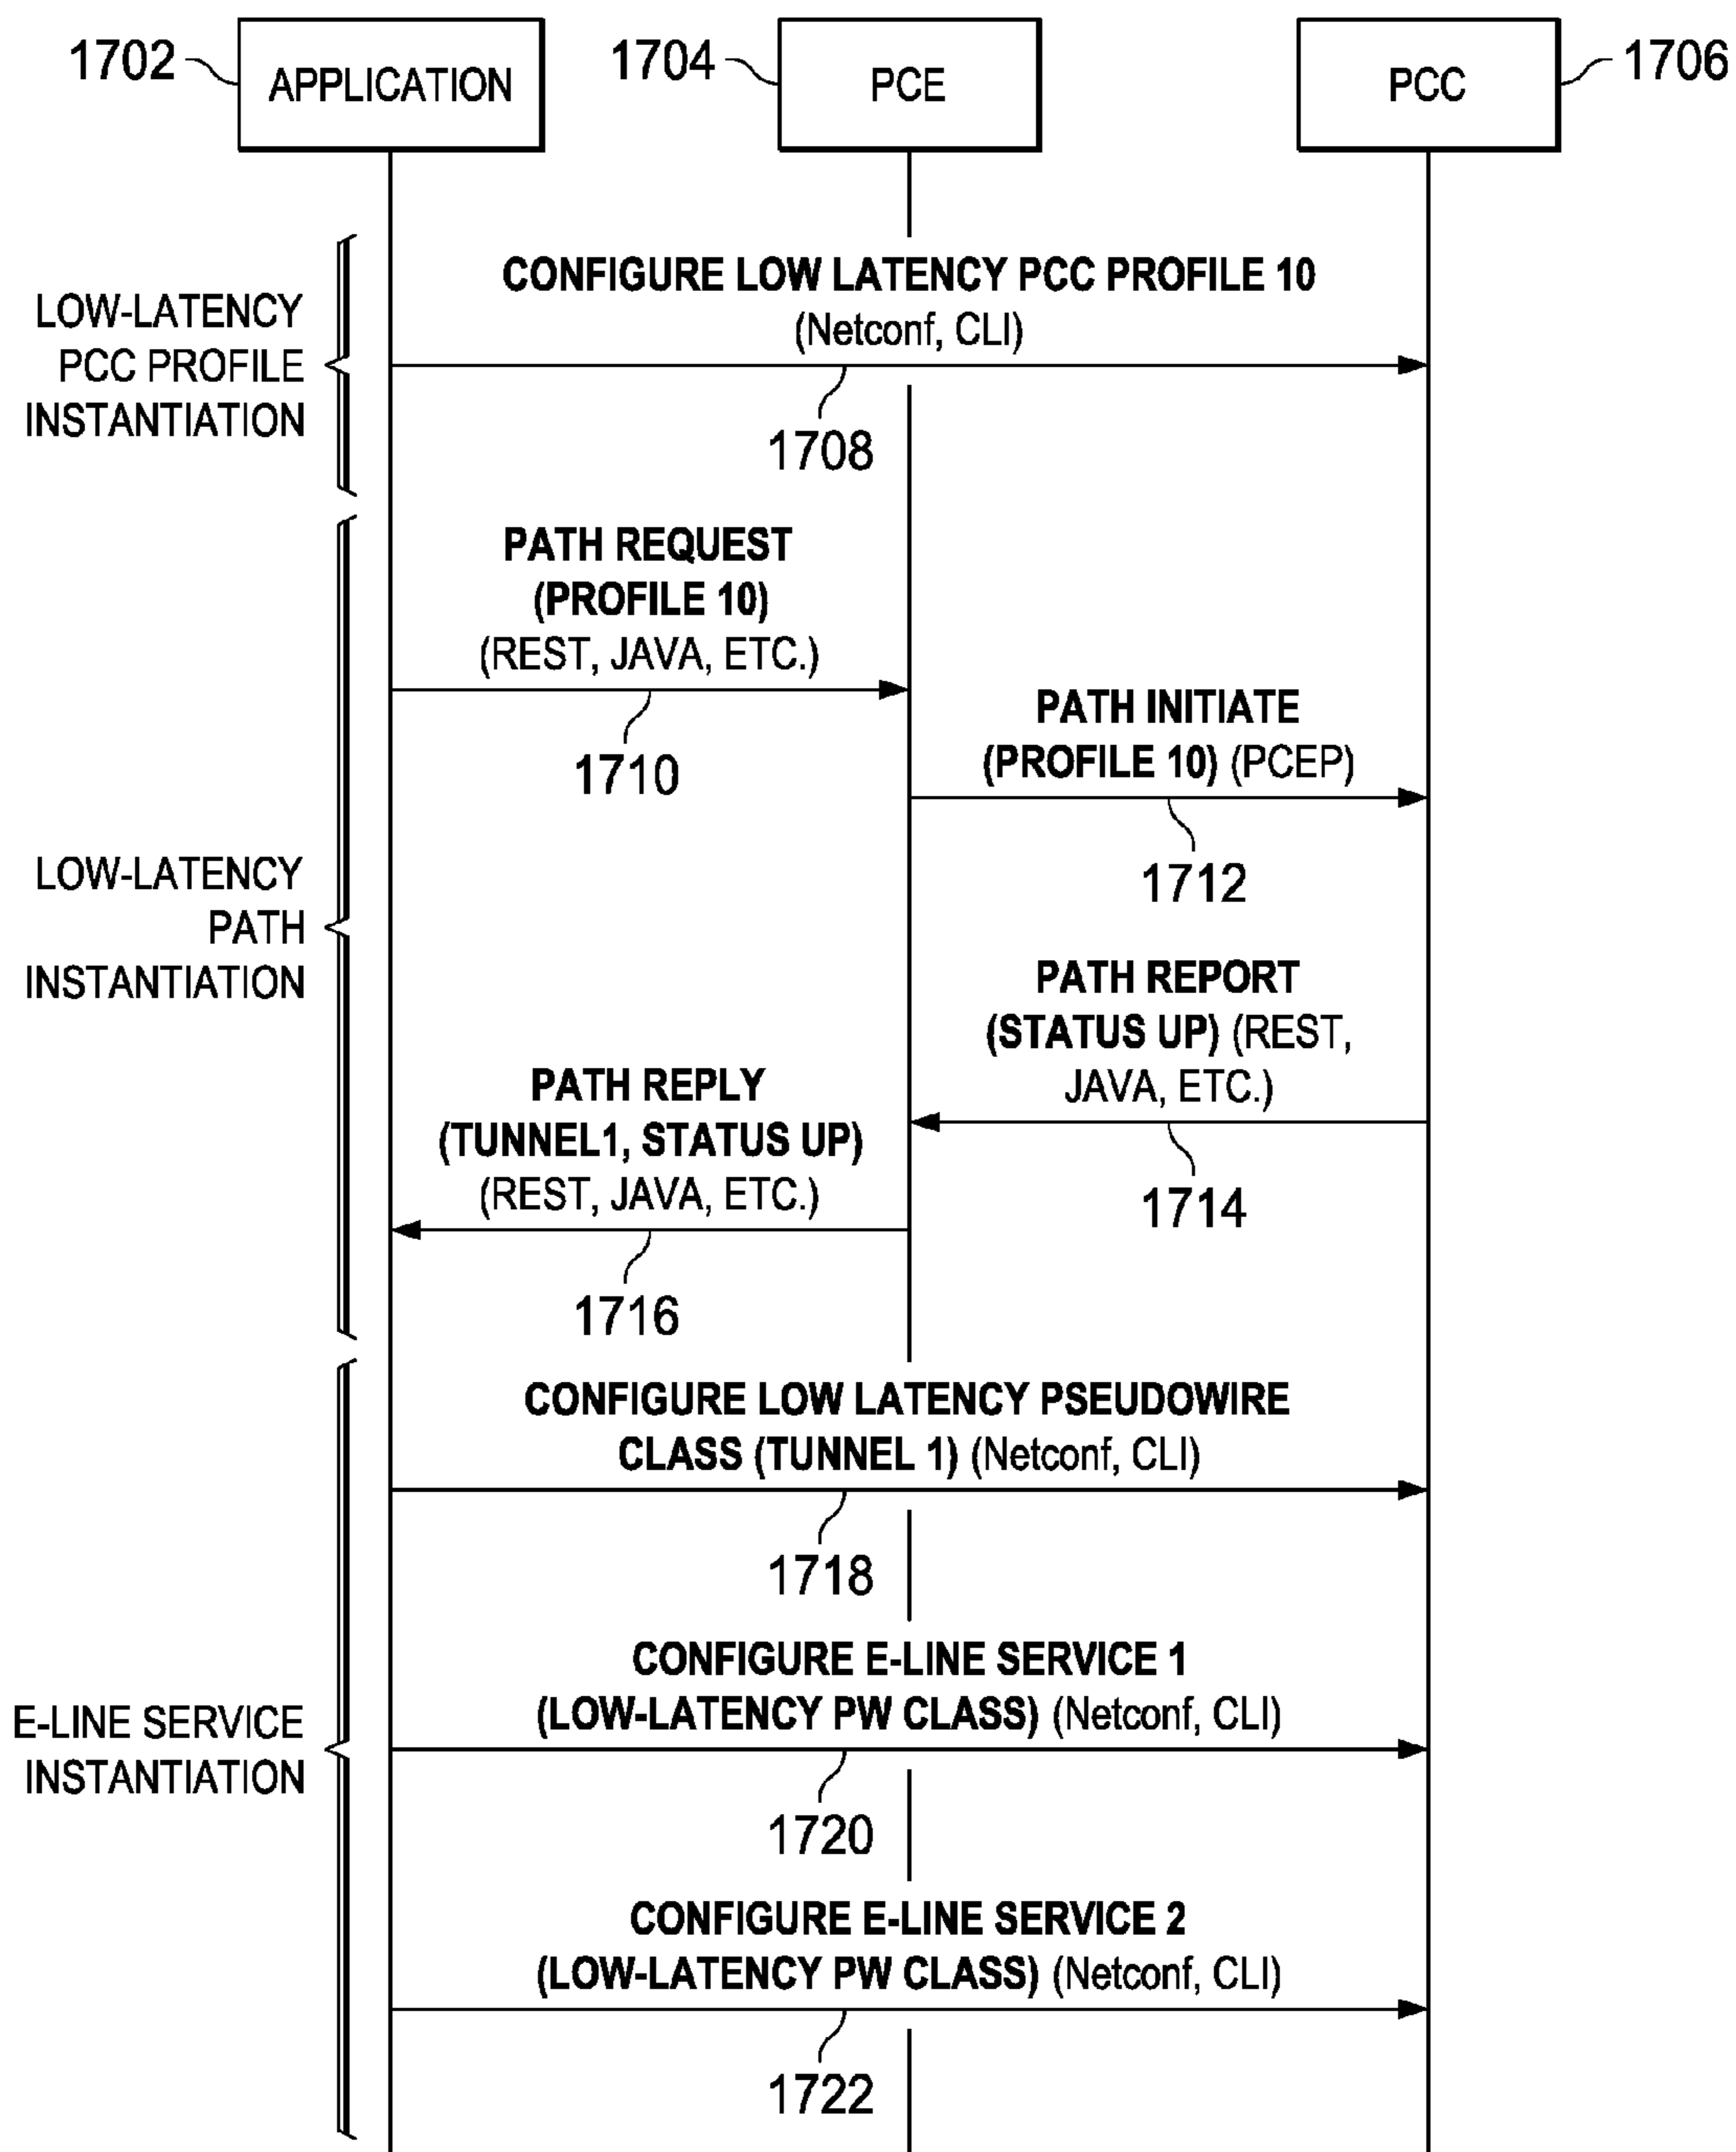 1702
APPLICATION
1704
PCE
PCC
1706
LOW-LATENCY
PCC PROFILE
INSTANTIATION
CONFIGURE LOW LATENCY PCC PROFILE 10
(Netconf, CLI)
1708
LOW-LATENCY
PATH
INSTANTIATION
PATH REQUEST
(PROFILE 10)
(REST, JAVA, ETC.)
1710
PATH INITIATE
(PROFILE 10) (PCEP)
1712
PATH REPORT
(STATUS UP) (REST,
JAVA, ETC.)
1714
PATH REPLY
(TUNNEL1, STATUS UP)
(REST, JAVA, ETC.)
1716
E-LINE SERVICE
INSTANTIATION
CONFIGURE LOW LATENCY PSEUDOWIRE
CLASS (TUNNEL 1) (Netconf, CLI)
1718
CONFIGURE E-LINE SERVICE 1
(LOW-LATENCY PW CLASS) (Netconf, CLI)
1720
CONFIGURE E-LINE SERVICE 2
(LOW-LATENCY PW CLASS) (Netconf, CLI)
1722